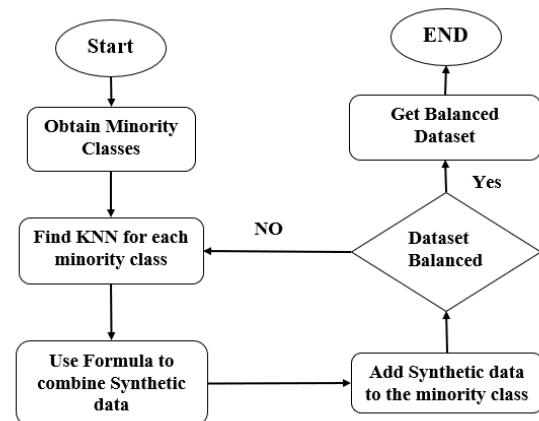 Start
Obtain Minority
Classes
Find KNN for each
minority class
Use Formula to
combine Synthetic
data
Add Synthetic data
to the minority class
Dataset
Balanced
NO
Yes
Get Balanced
Dataset
END